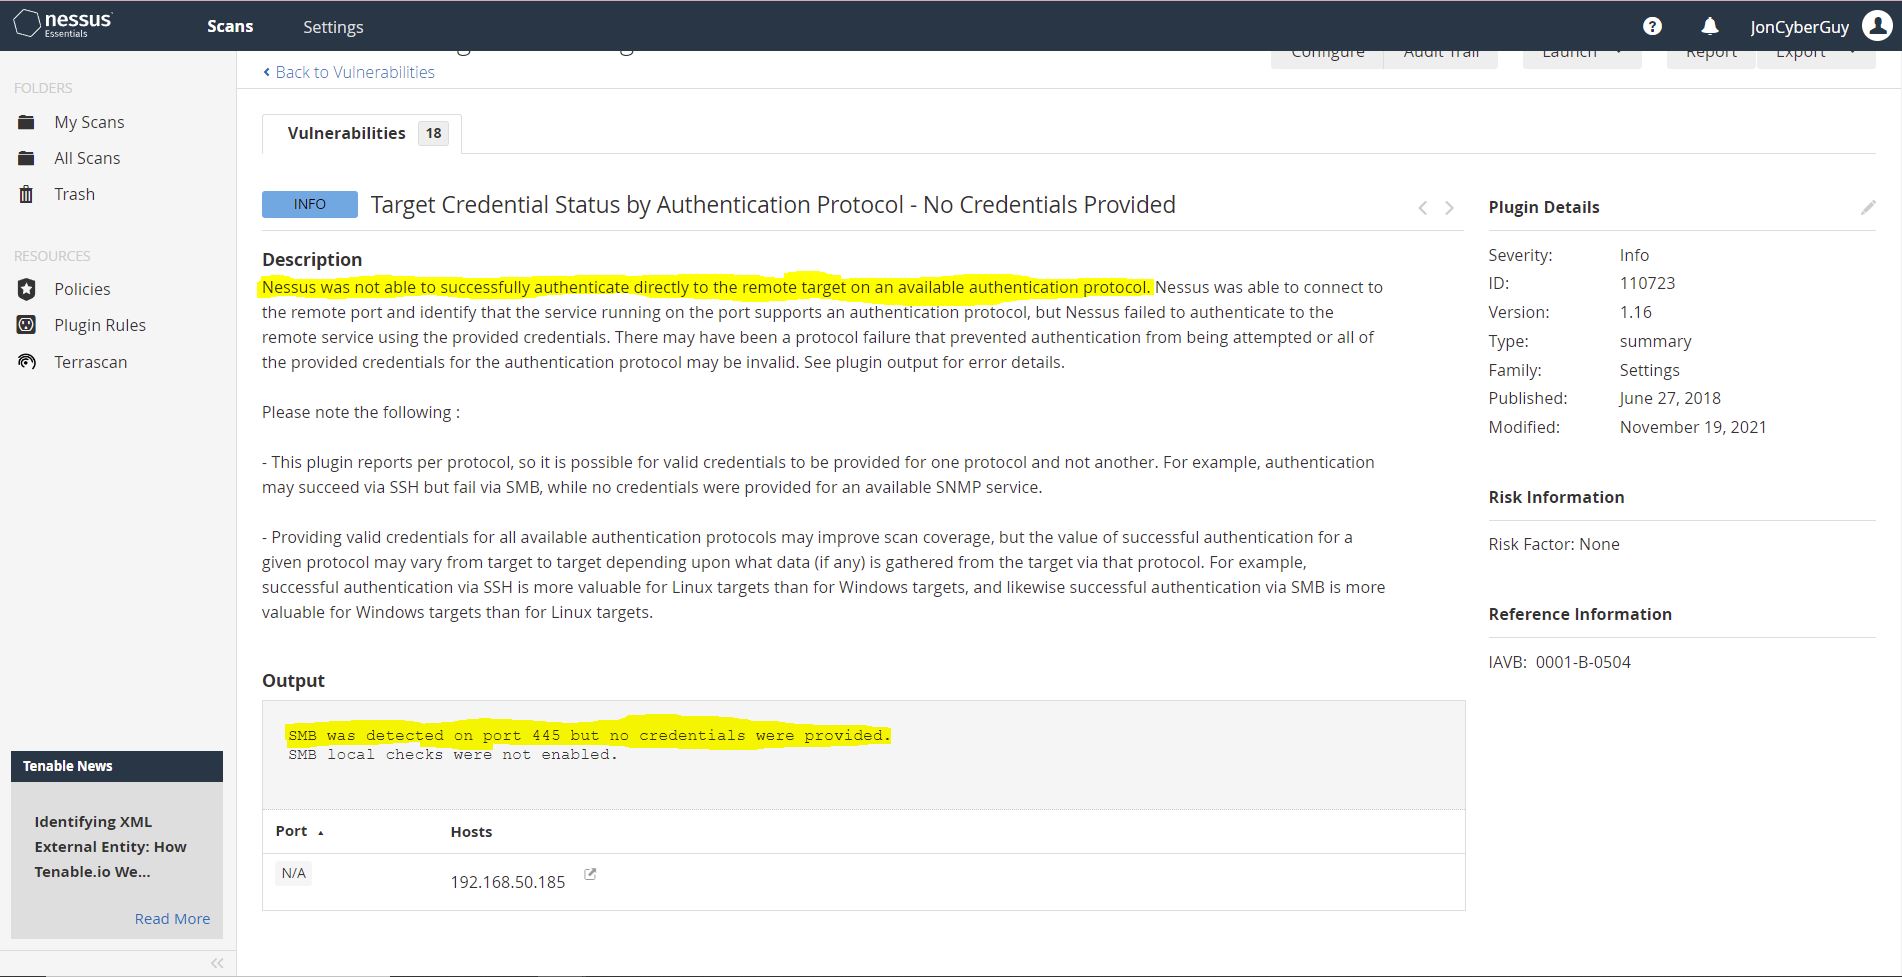 nessus
Essentials
Scans
Settings
?
JonCyberGuy
Configure
Audit Trail
Launch
Report
Export
Back to Vulnerabilities
FOLDERS
My Scans
All Scans
Trash
RESOURCES
Policies
Plugin Rules
Terrascan
Vulnerabilities 18
INFO
Target Credential Status by Authentication Protocol - No Credentials Provided
Description
Nessus was not able to successfully authenticate directly to the remote target on an available authentication protocol. Nessus was able to connect to
the remote port and identify that the service running on the port supports an authentication protocol, but Nessus failed to authenticate to the
remote service using the provided credentials. There may have been a protocol failure that prevented authentication from being attempted or all of
the provided credentials for the authentication protocol may be invalid. See plugin output for error details.
Please note the following :
- This plugin reports per protocol, so it is possible for valid credentials to be provided for one protocol and not another. For example, authentication
may succeed via SSH but fail via SMB, while no credentials were provided for an available SNMP service.
- Providing valid credentials for all available authentication protocols may improve scan coverage, but the value of successful authentication for a
given protocol may vary from target to target depending upon what data (if any) is gathered from the target via that protocol. For example,
successful authentication via SSH is more valuable for Linux targets than for Windows targets, and likewise successful authentication via SMB is more
valuable for Windows targets than for Linux targets.
Output
SMB was detected on port 445 but no credentials were provided.
SMB local checks were not enabled.
Port
Hosts
N/A
192.168.50.185
Plugin Details
Severity: Info
ID: 110723
Version: 1.16
Type: summary
Family: Settings
Published: June 27, 2018
Modified: November 19, 2021
Risk Information
Risk Factor: None
Reference Information
IAVB: 0001-B-0504
Tenable News
Identifying XML
External Entity: How
Tenable.io We...
Read More